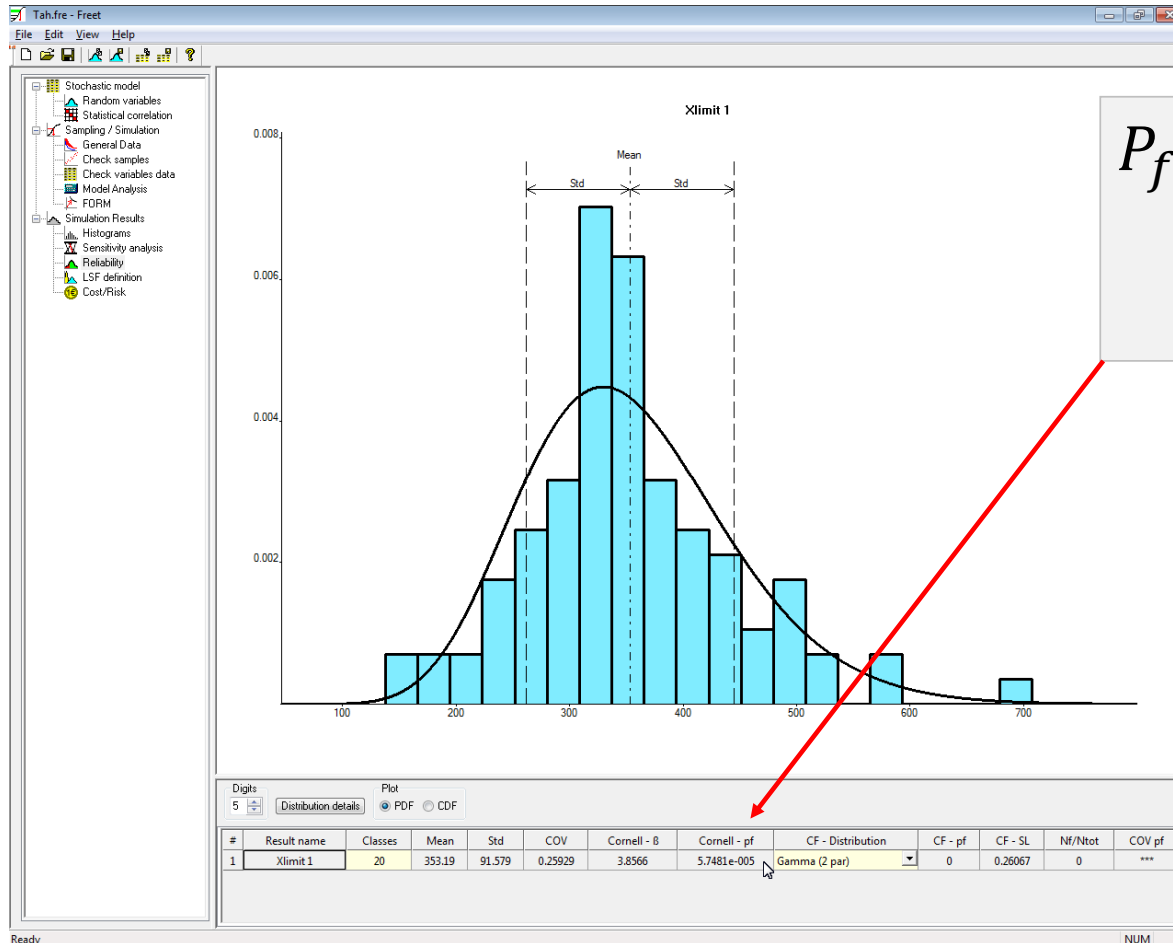 Tah.fre - Freet
File Edit View Help
Stochastic model
Random variables
Statistical correlation
Sampling / Simulation
General Data
Check samples
Check variables data
Model Analysis
FORM
Simulation Results
Histograms
Sensitivity analysis
Reliability
LSF definition
Cost/Risk
Xlimit 1
P_f
0.008
Mean
Std Std
0.006
0.004
0.002
100 200 300 400 500 600 700
Digits Plot
5 Distribution details PDF CDF
# Result name Classes Mean Std COV Cornell - ß Cornell - pf CF - Distribution CF - pf CF - SL Nf/Ntot COV pf
1 Xlimit 1 20 353.19 91.579 0.25929 3.8566 5.7481e-005 Gamma (2 par) 0 0.26067 0 ***
Ready NUM